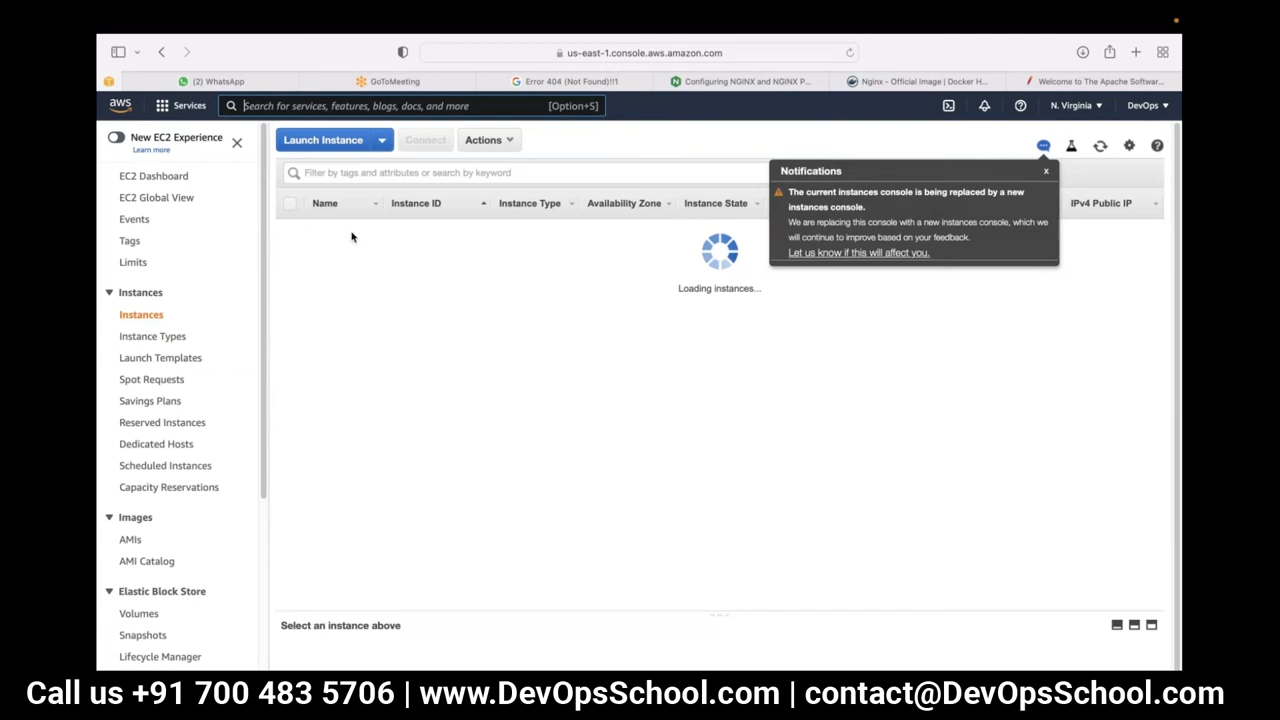 us-east-1.console.aws.amazon.com
(2) WhatsApp
GoToMeeting
Error 404 (Not Found)!!1
Configuring NGINX and NGINX P...
Nginx - Official Image | Docker H...
Welcome to The Apache Softwar...
aws
Services
Search for services, features, blogs, docs, and more
[Option+S]
N. Virginia
DevOps
New EC2 Experience
Learn more
EC2 Dashboard
EC2 Global View
Events
Tags
Limits
Instances
Instances
Instance Types
Launch Templates
Spot Requests
Savings Plans
Reserved Instances
Dedicated Hosts
Scheduled Instances
Capacity Reservations
Images
AMIs
AMI Catalog
Elastic Block Store
Volumes
Snapshots
Lifecycle Manager
Launch Instance
Connect
Actions
Filter by tags and attributes or search by keyword
Name
Instance ID
Instance Type
Availability Zone
Instance State
IPv4 Public IP
Notifications
x
The current instances console is being replaced by a new
instances console.
We are replacing this console with a new instances console, which we
will continue to improve based on your feedback.
Let us know if this will affect you.
Loading instances...
Select an instance above
Call us +91 700 483 5706 | www.DevOpsSchool.com | contact@DevOpsSchool.com